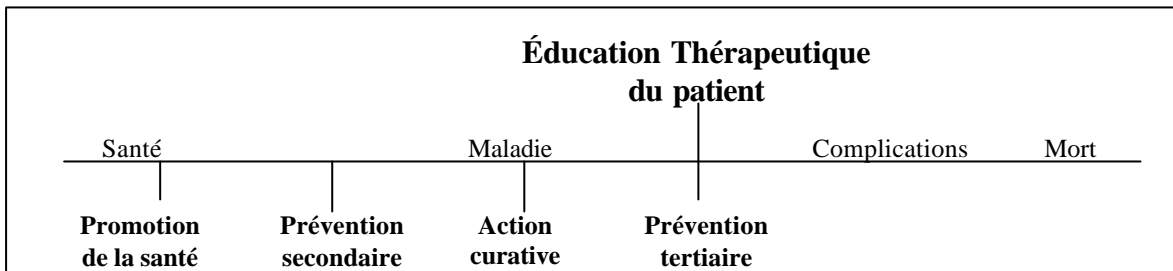 Éducation Thérapeutique
du patient
Santé Maladie Complications Mort
Promotion Prévention Action Prévention
de la santé secondaire curative tertiaire